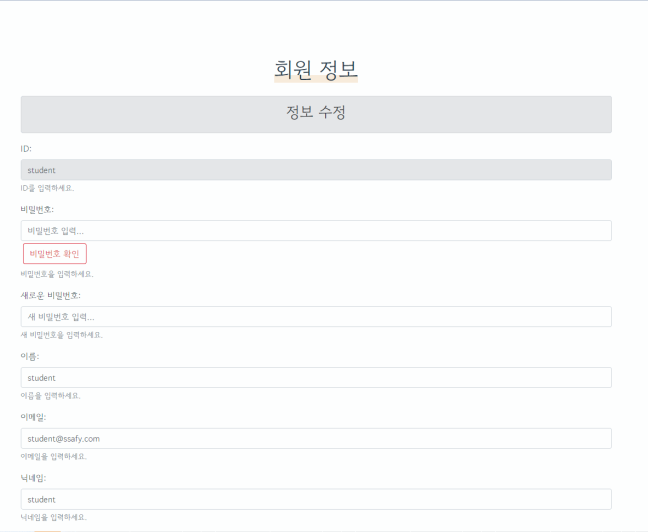 회원 정보
정보 수정
ID:
student
ID을 입력하세요.
비밀번호:
비밀번호 입력...
비밀번호 확인
비밀번호을 입력하세요.
새로운 비밀번호:
새 비밀번호 입력...
새 비밀번호을 입력하세요.
이름:
student
이름을 입력하세요.
이메일:
student@ssafy.com
이메일을 입력하세요.
닉네임:
student
닉네임을 입력하세요.